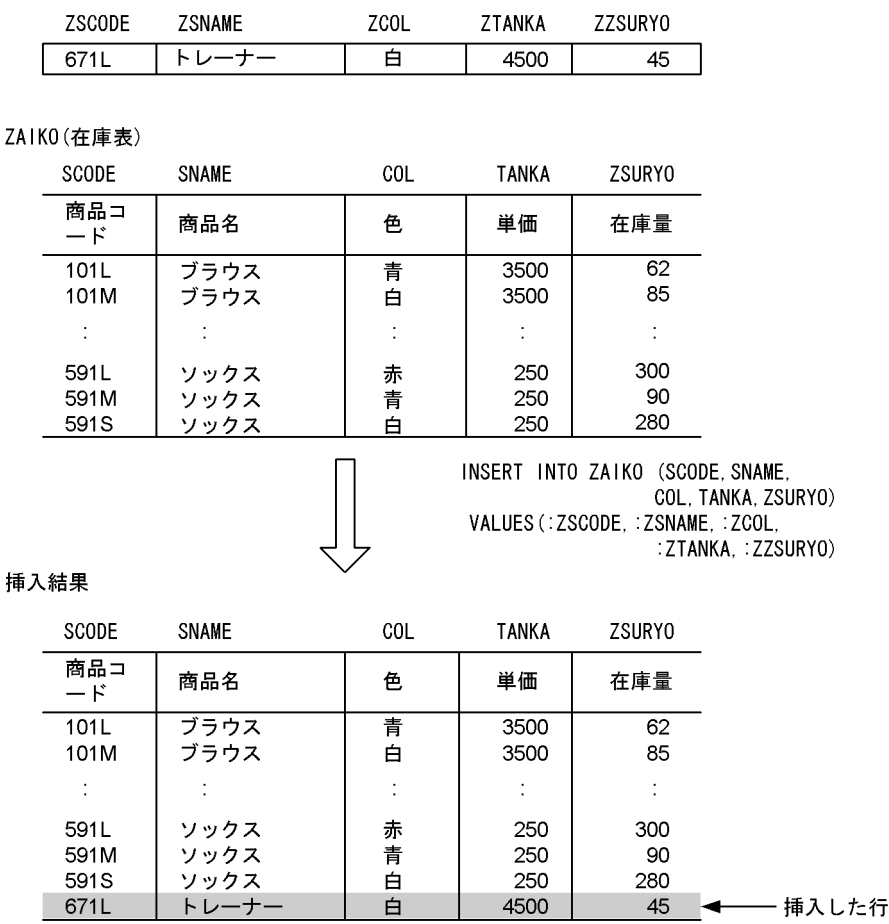 ZSCODE ZSNAME ZCOL ZTANKA ZZSURYO
671L トレーナー 白 4500 45
ZAIKO(在庫表)
SCODE SNAME COL TANKA ZSURYO
商品コード 商品名 色 単価 在庫量
101L ブラウス 青 3500 62
101M ブラウス 白 3500 85
: : : : :
591L ソックス 赤 250 300
591M ソックス 青 250 90
591S ソックス 白 250 280
INSERT INTO ZAIKO (SCODE,SNAME,
COL,TANKA,ZSURYO)
VALUES(:ZSCODE,:ZSNAME,:ZCOL,
:ZTANKA,:ZZSURYO)
挿入結果
SCODE SNAME COL TANKA ZSURYO
商品コード 商品名 色 単価 在庫量
101L ブラウス 青 3500 62
101M ブラウス 白 3500 85
: : : : :
591L ソックス 赤 250 300
591M ソックス 青 250 90
591S ソックス 白 250 280
671L トレーナー 白 4500 45 挿入した行